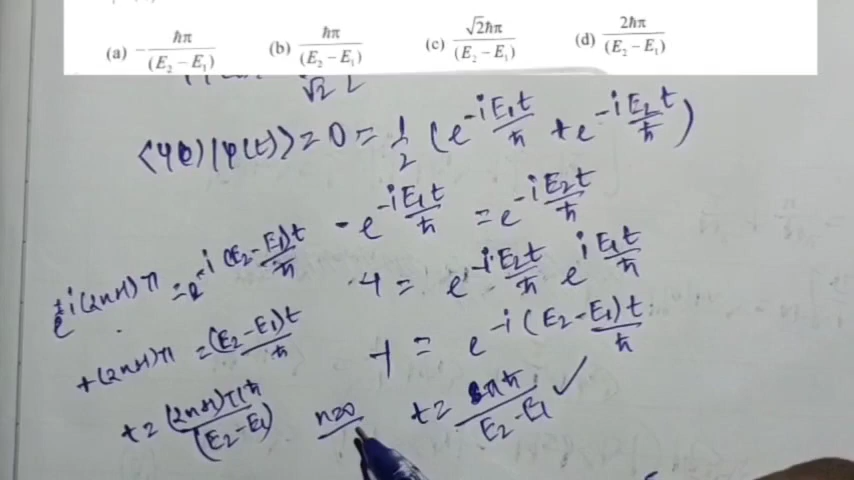 (a) -ℏπ/(E₂ – E₁) (b) ℏπ/(E₂ – E₁) (c) √2ℏπ/(E₂ – E₁) (d) 2ℏπ/(E₂ – E₁)
√2
⟨ψ(0)|ψ(t)⟩ = 0 = 1/2 (e^{-iE₁t/ℏ} + e^{-iE₂t/ℏ})
-e^{-iE₁t/ℏ} = e^{-iE₂t/ℏ}
e^{±i(2n+1)π} = e^{-i(E₂-E₁)t/ℏ}
-1 = e^{-iE₂t/ℏ} e^{iE₁t/ℏ}
+(2n+1)π = (E₂-E₁)t/ℏ
-1 = e^{-i(E₂-E₁)t/ℏ}
t = (2n+1)πℏ/(E₂-E₁) n=0 t = πℏ/E₂-E₁ ✓